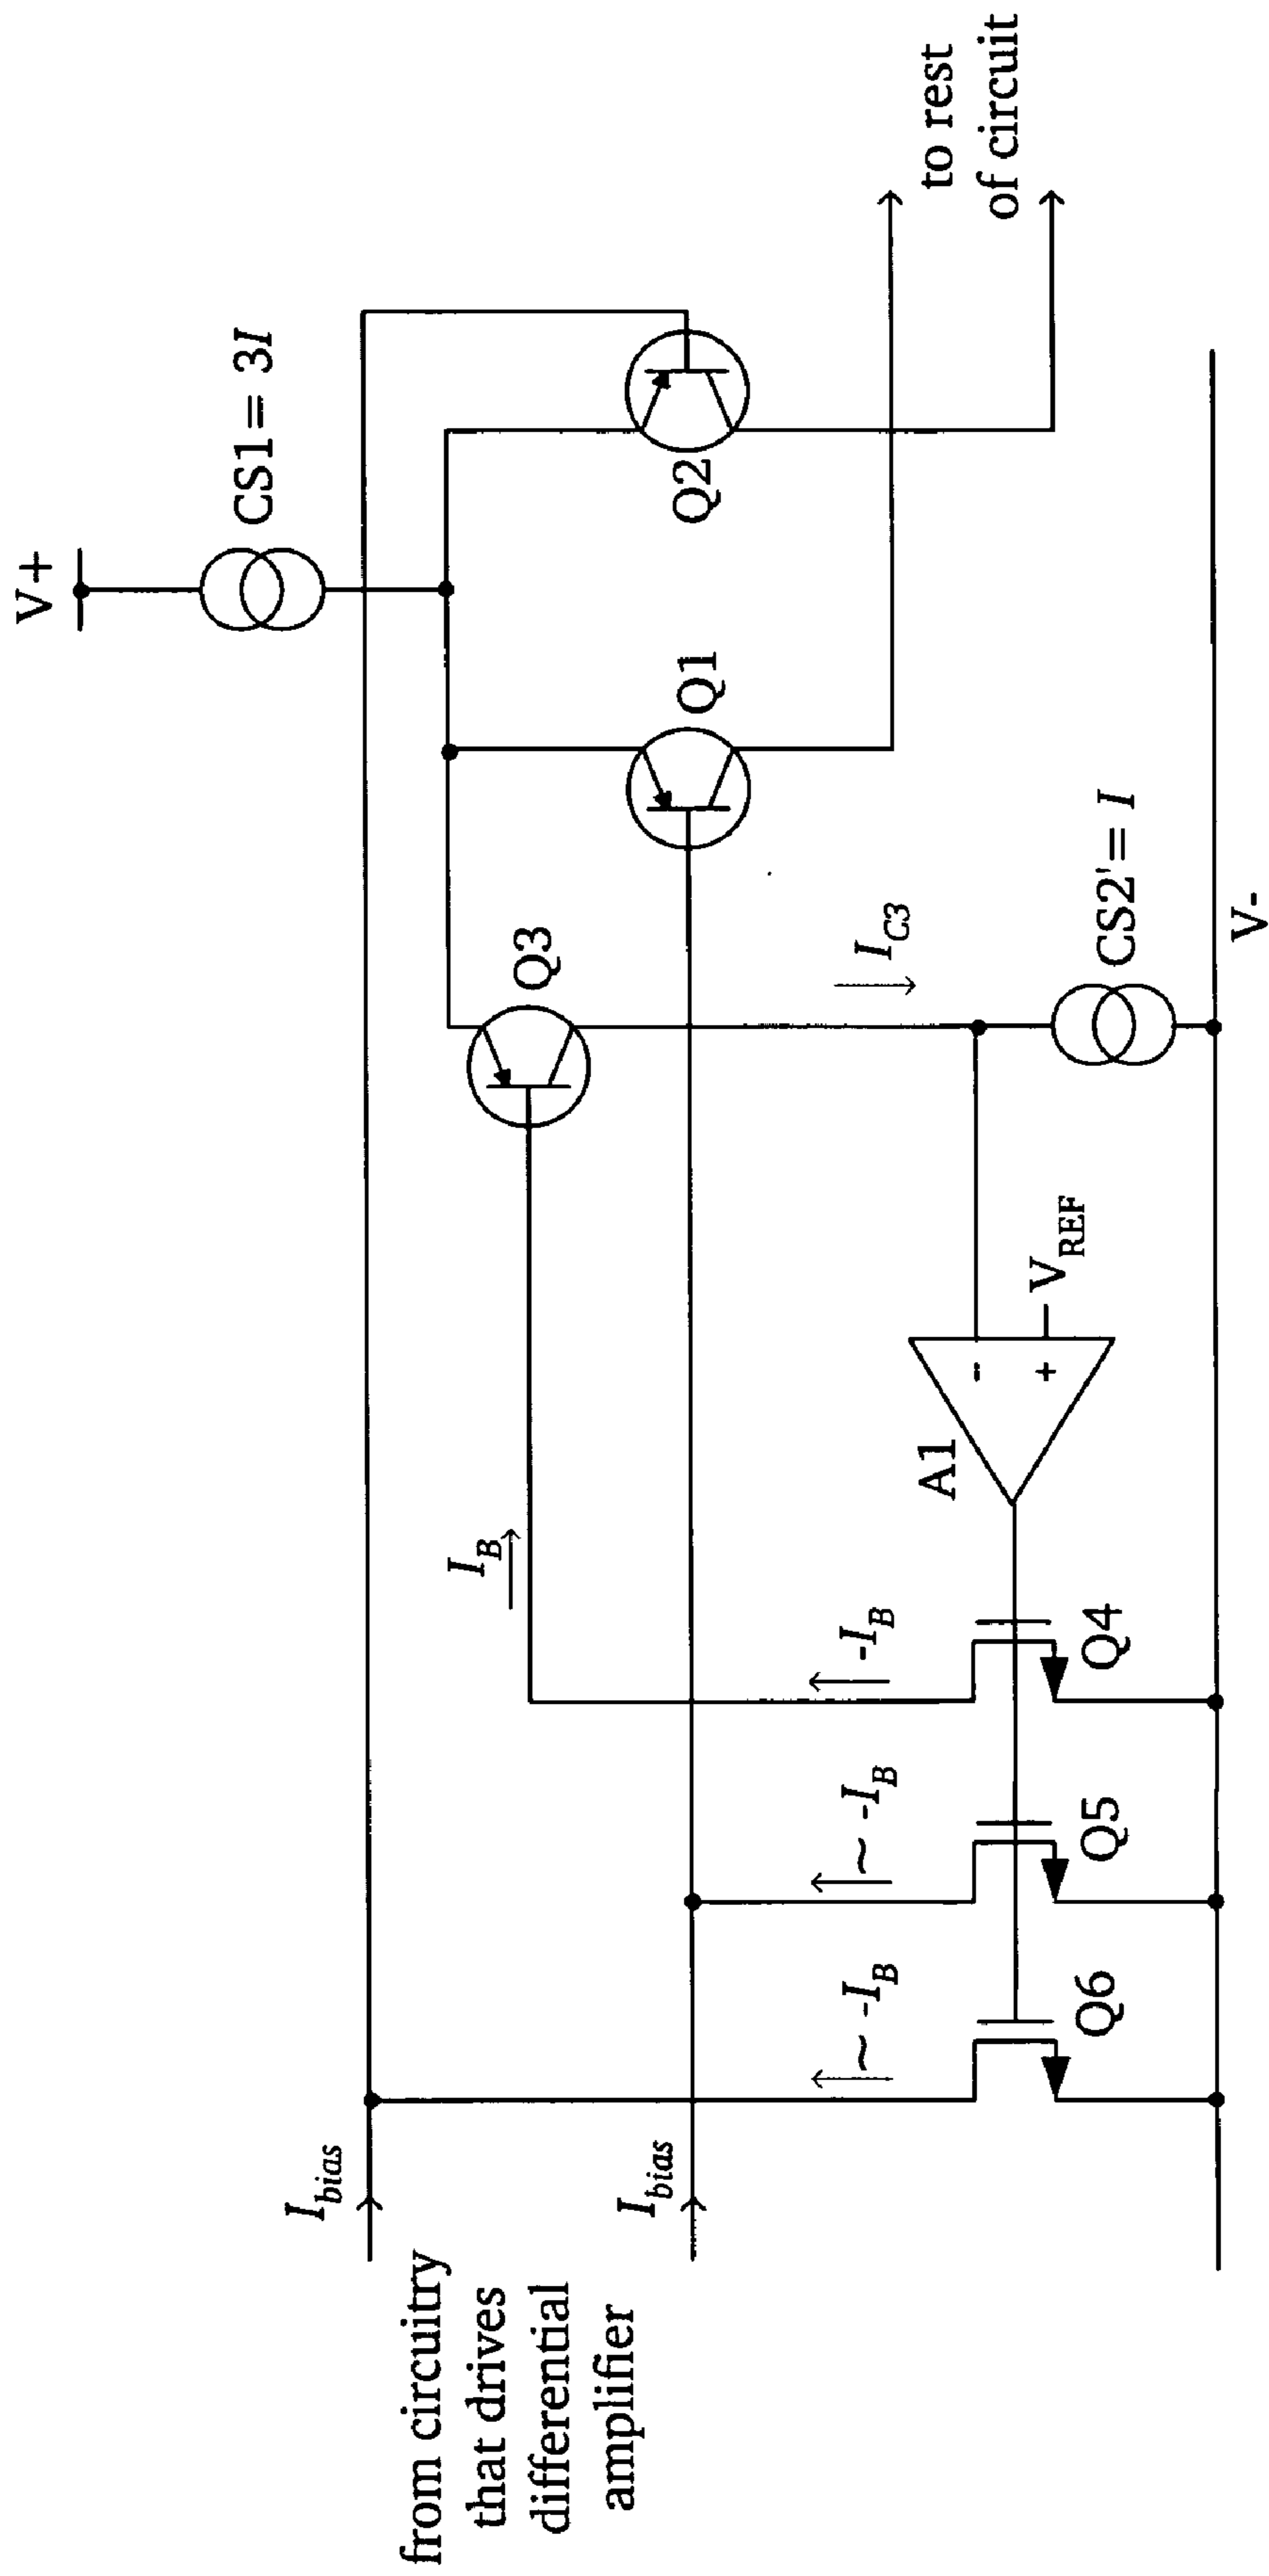 V+
CS1 = 3I
Q3
Q1
Q2
I_B
I_bias
I_bias
from circuitry
that drives
differential
amplifier
~ -I_B
~ -I_B
-I_B
I_C3
A1
-
+
V_REF
CS2' = I
Q6
Q5
Q4
V-
to rest
of circuit